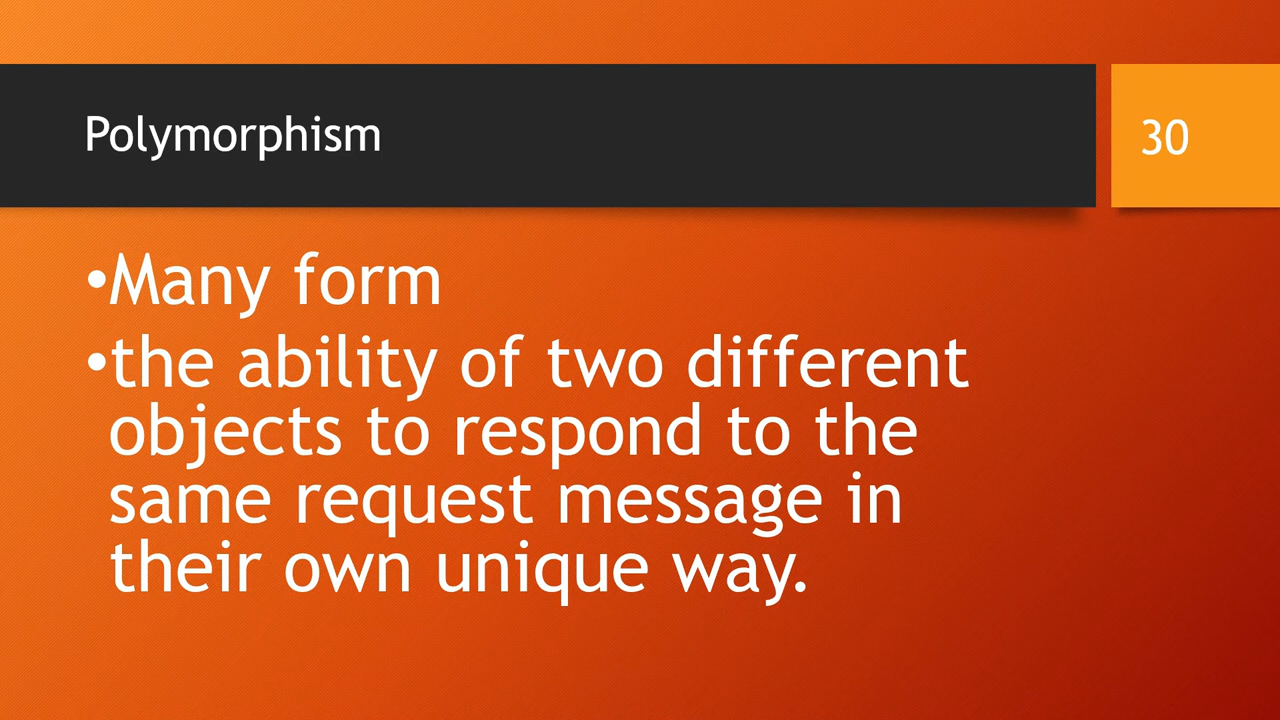 Polymorphism
30
•Many form
•the ability of two different
objects to respond to the
same request message in
their own unique way.